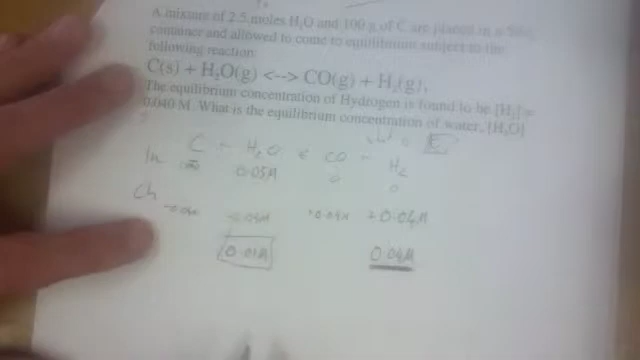 A mixture of 2.5 moles H₂O and 100 g of C are placed in a
container and allowed to come to equilibrium subject to the
following reaction:
C(s) + H₂O(g) <--> CO(g) + H₂(g),
The equilibrium concentration of Hydrogen is found to be [H₂] =
0.040 M. What is the equilibrium concentration of water, [H₂O]
C + H₂O CO H₂
In 0.05M 0 0
Ch -0.04M +0.04M
0.01M 0.04M